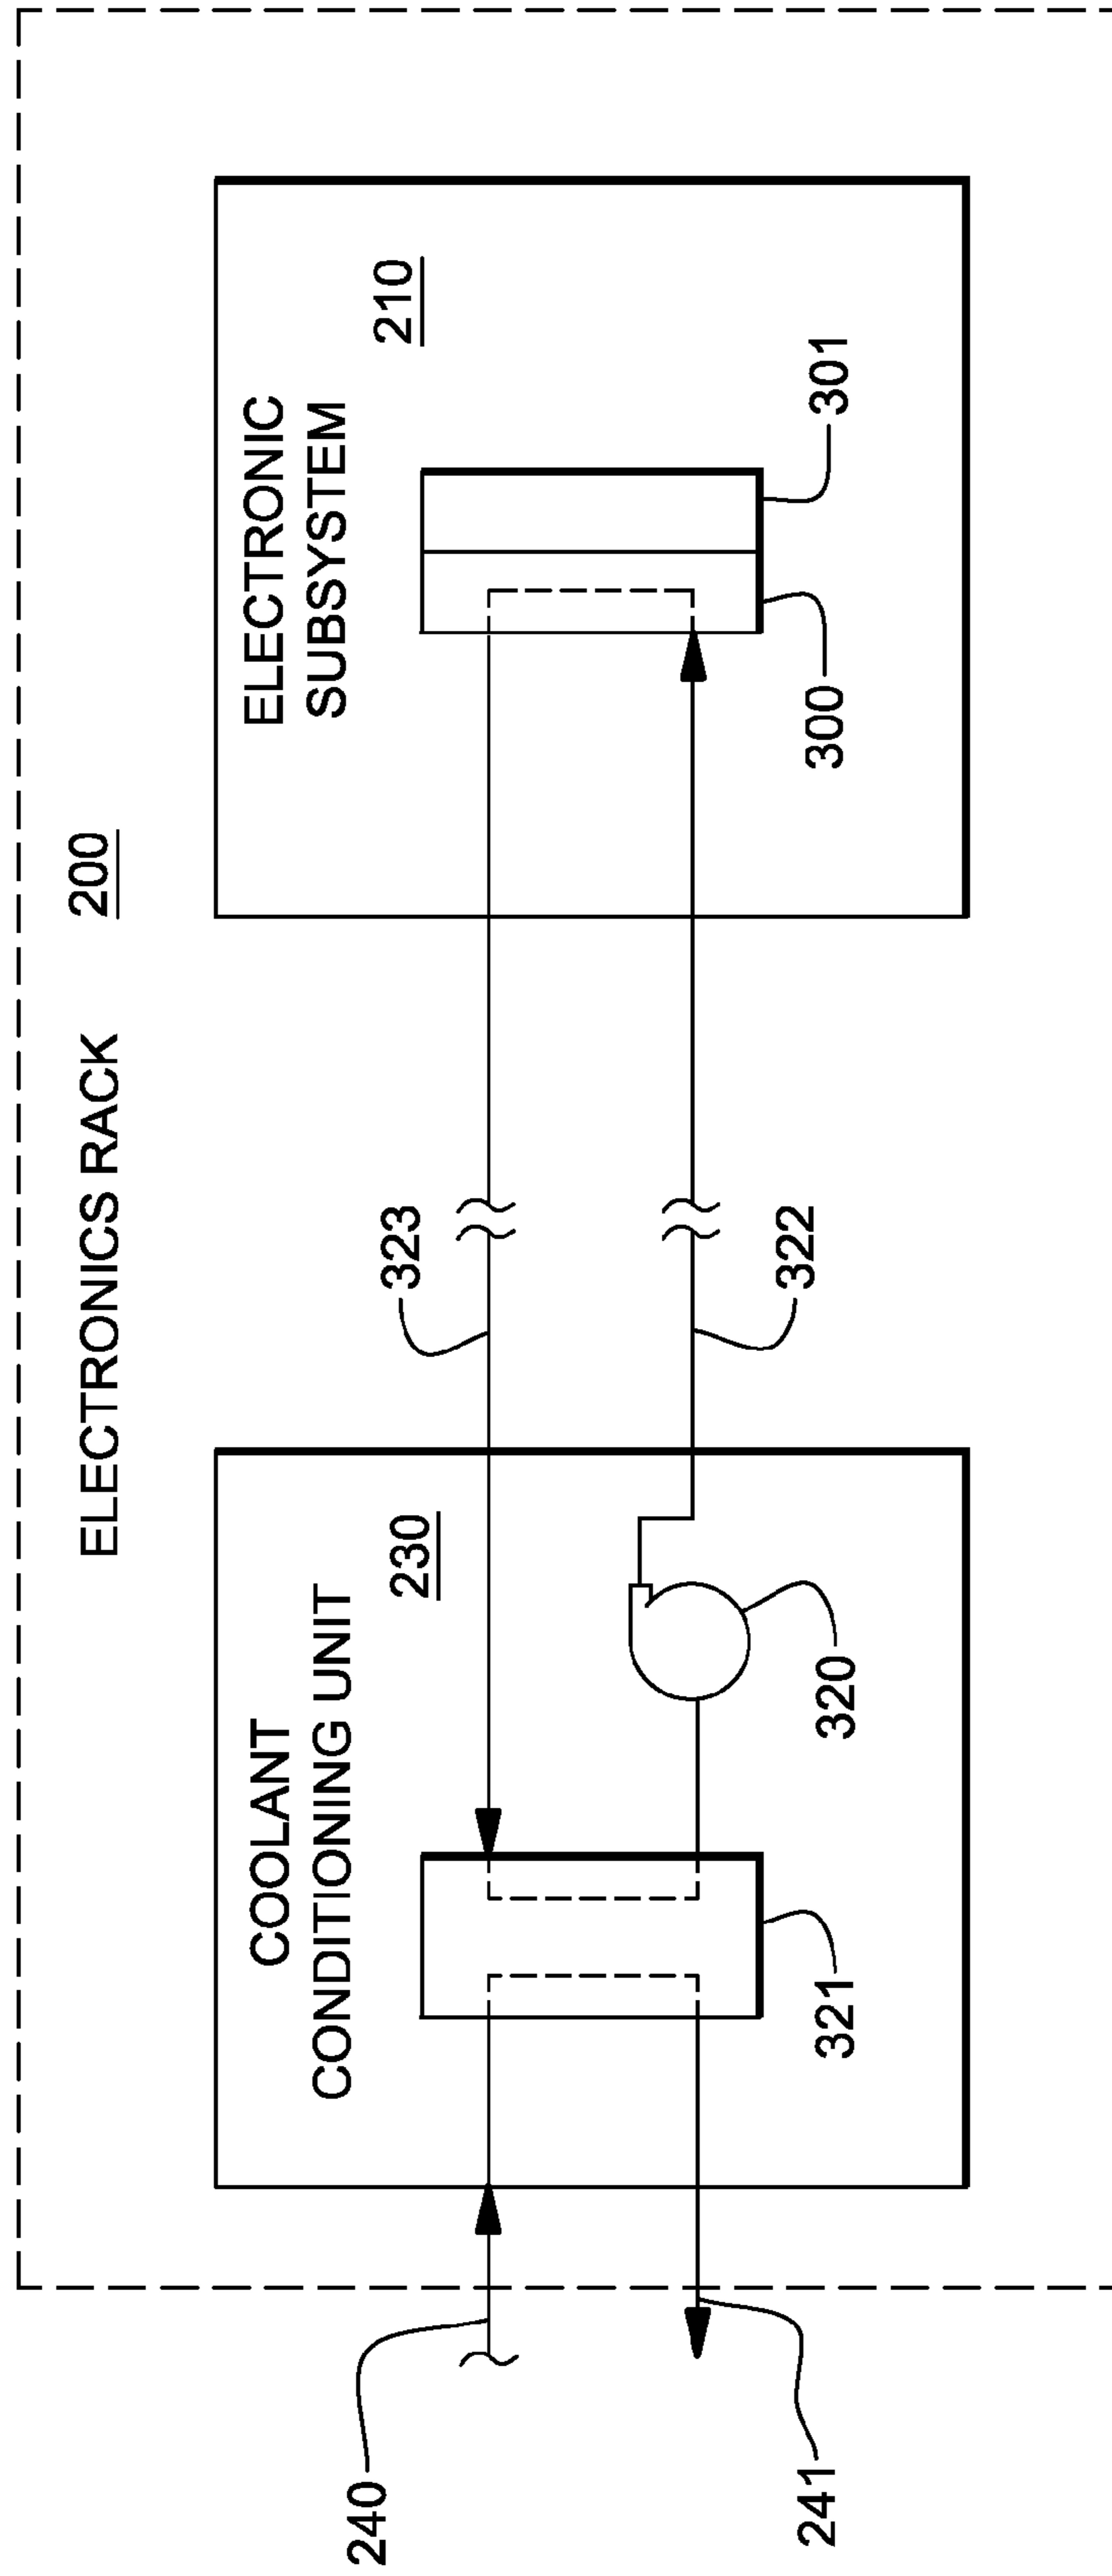 ELECTRONICS RACK 200
COOLANT
CONDITIONING UNIT
230
ELECTRONIC
SUBSYSTEM
210
323
322
240
241
321
320
300
301